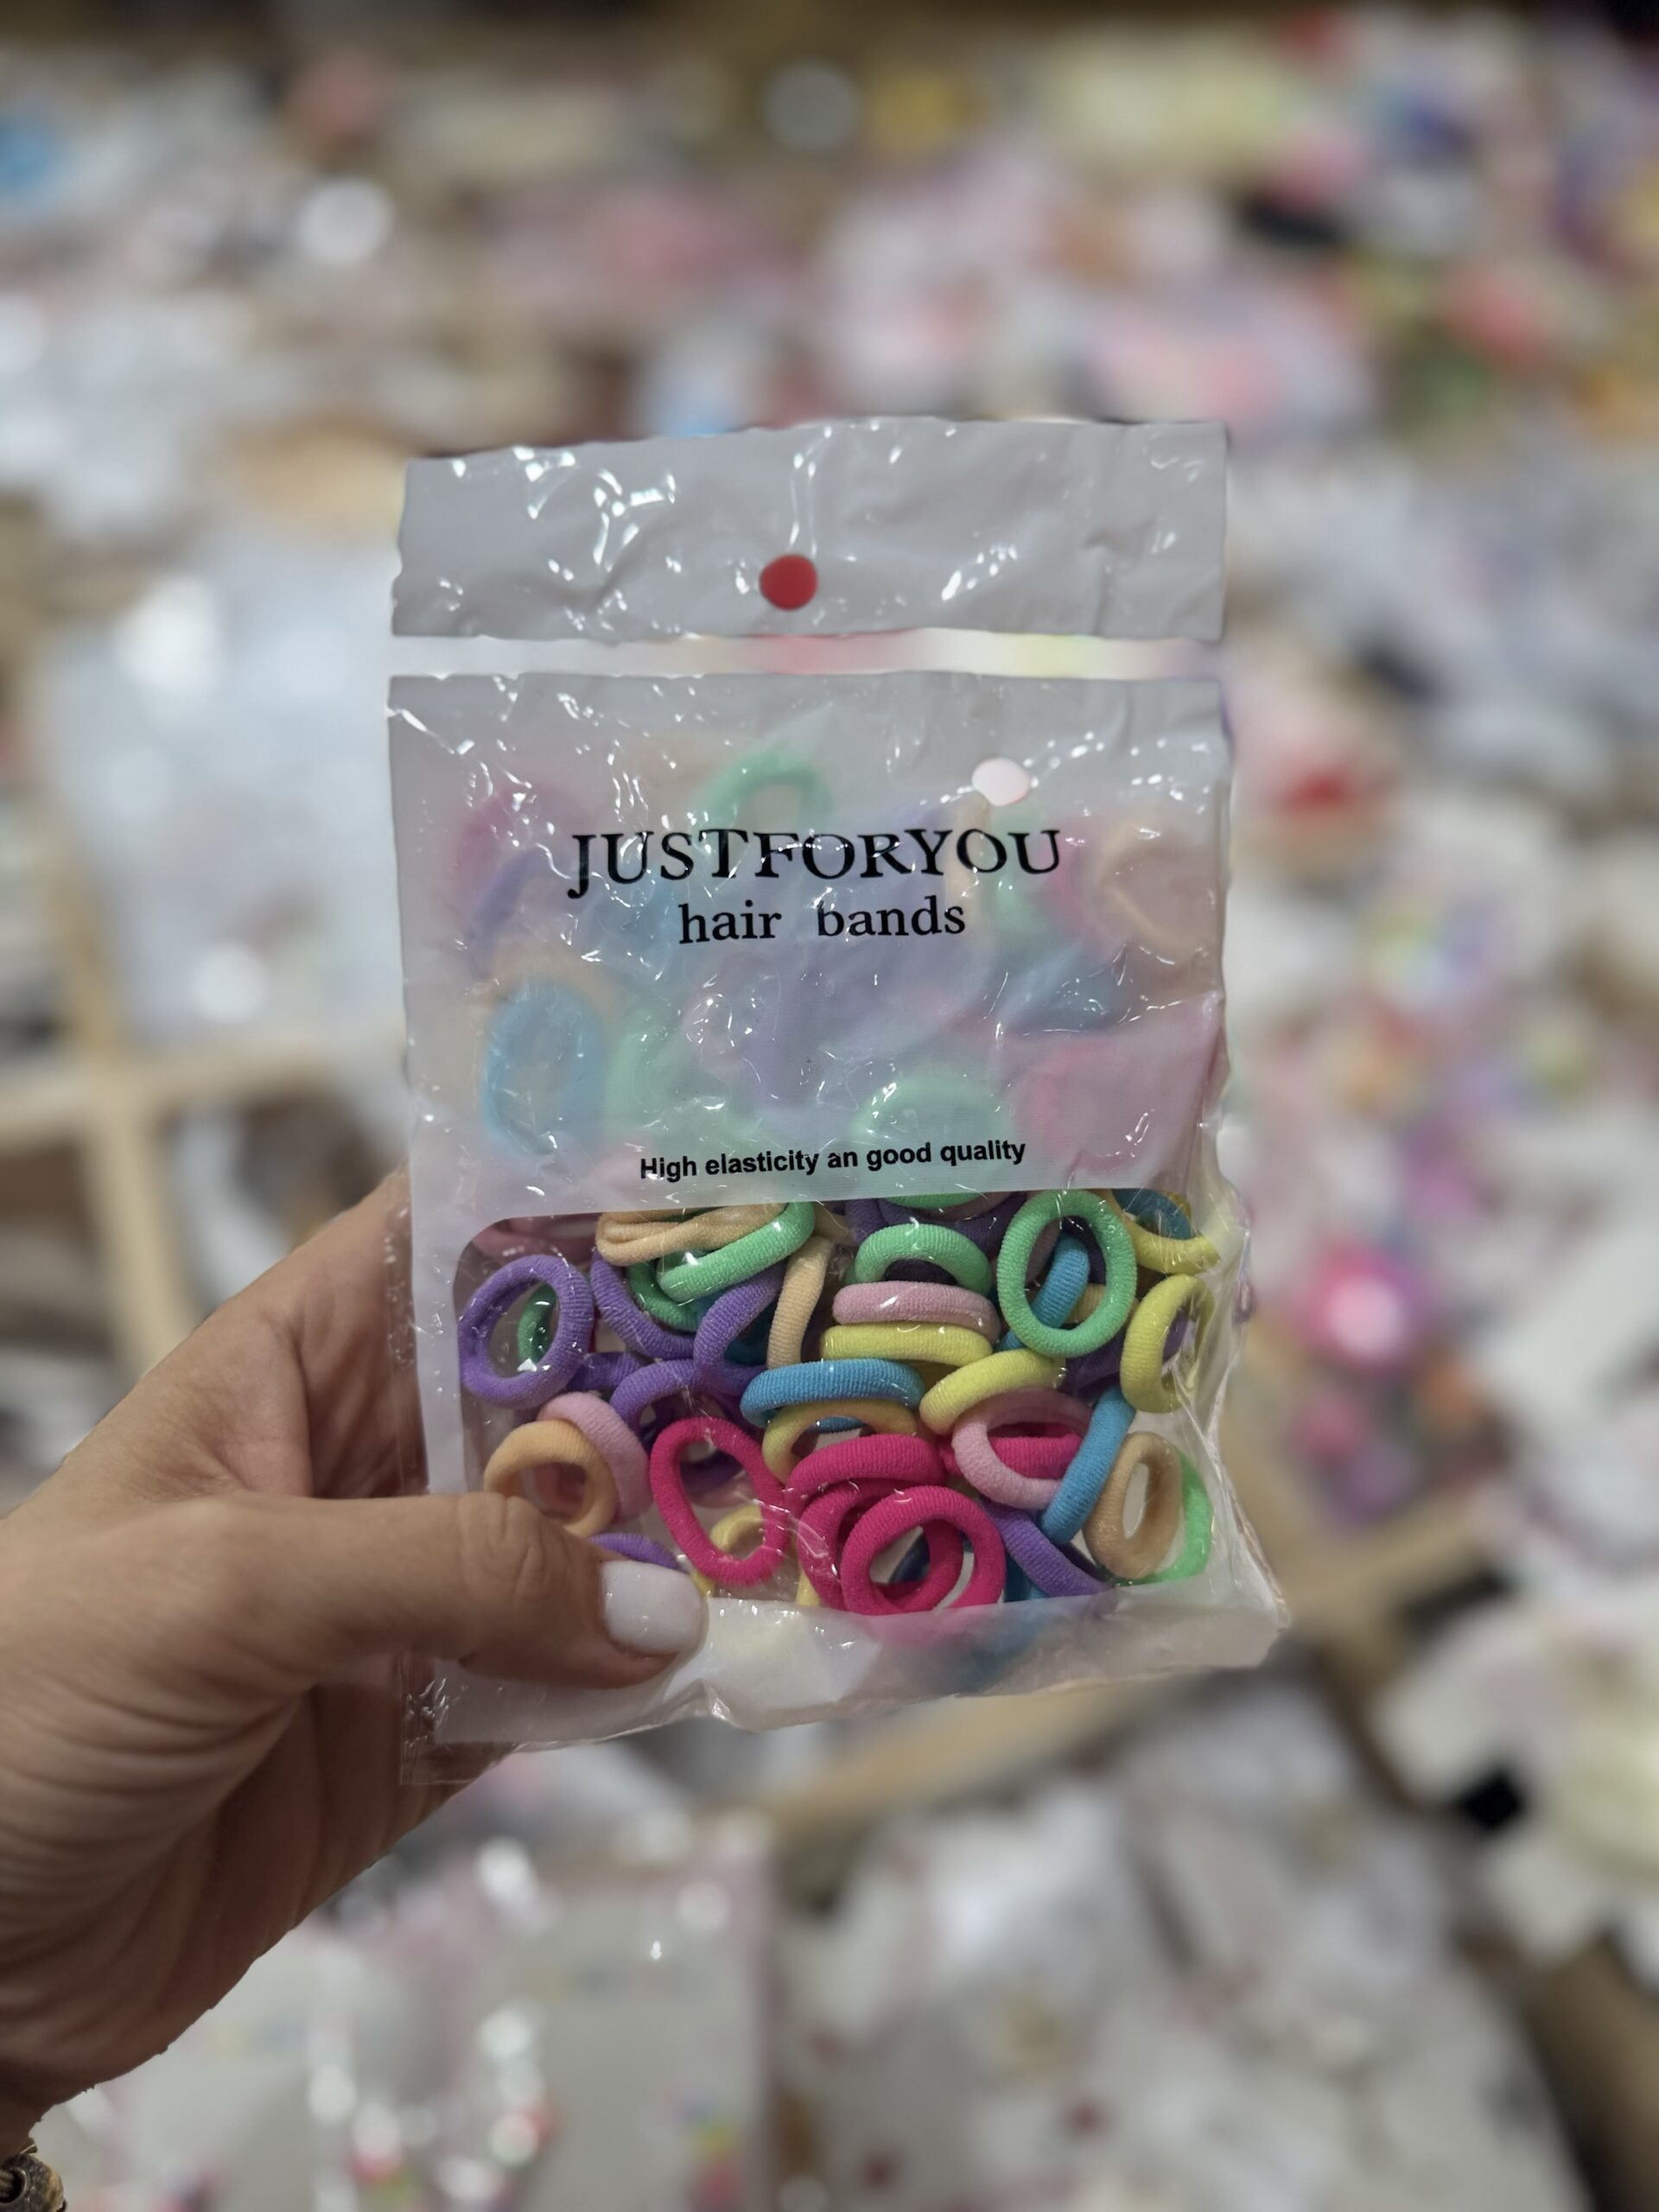 JUSTFORYOU
hair bands
High elasticity an good quality